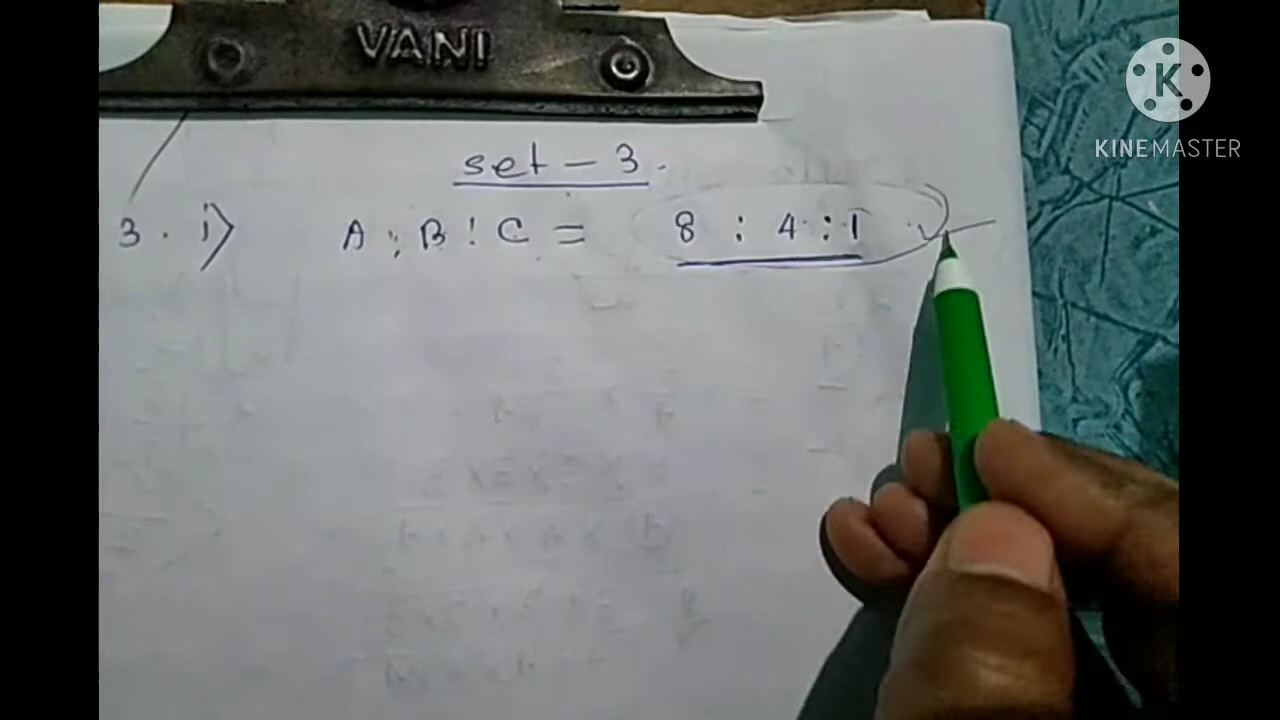 VANI
KINEMASTER
set - 3.
3. i) A : B : C = 8 : 4 : 1